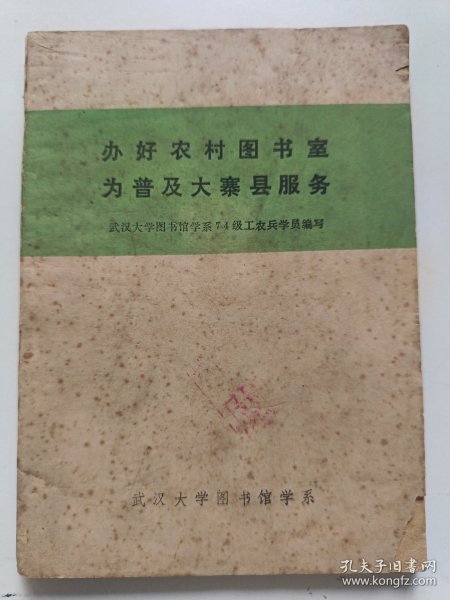 办好农村图书室
为普及大寨县服务
武汉大学图书馆学系74级工农兵学员编写
武汉大学图书馆学系
孔夫子旧书网
www.kongfz.com